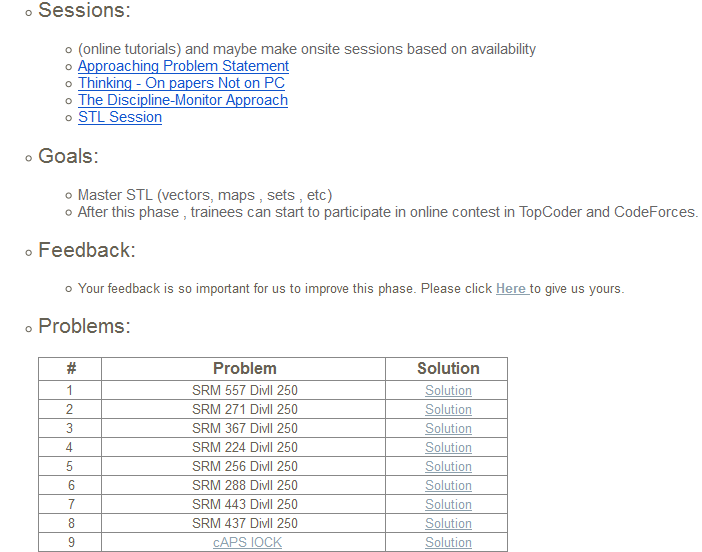 Sessions:
(online tutorials) and maybe make onsite sessions based on availability
Approaching Problem Statement
Thinking - On papers Not on PC
The Discipline-Monitor Approach
STL Session
Goals:
Master STL (vectors, maps , sets , etc)
After this phase , trainees can start to participate in online contest in TopCoder and CodeForces.
Feedback:
Your feedback is so important for us to improve this phase. Please click Here to give us yours.
Problems:
# Problem Solution
1 SRM 557 DivII 250 Solution
2 SRM 271 DivII 250 Solution
3 SRM 367 DivII 250 Solution
4 SRM 224 DivII 250 Solution
5 SRM 256 DivII 250 Solution
6 SRM 288 DivII 250 Solution
7 SRM 443 DivII 250 Solution
8 SRM 437 DivII 250 Solution
9 cAPS lOCK Solution